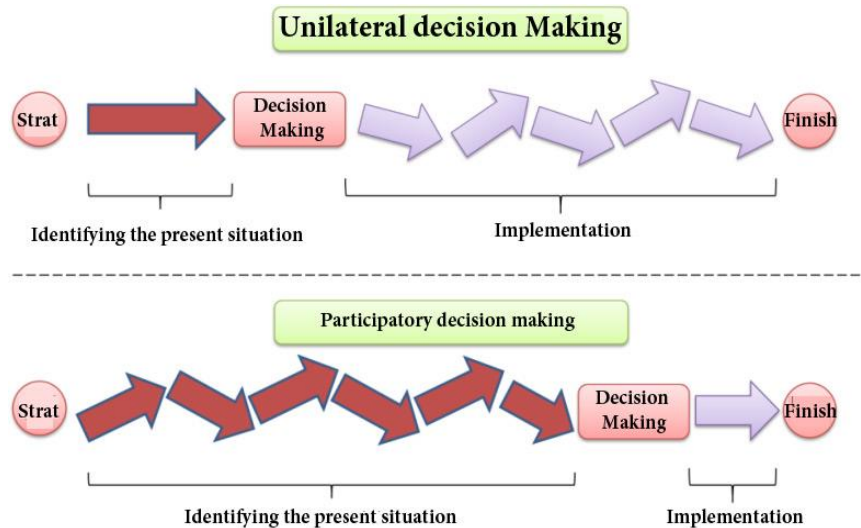 Unilateral decision Making
Strat
Decision
Making
Finish
Identifying the present situation
Implementation
Participatory decision making
Strat
Decision
Making
Finish
Identifying the present situation
Implementation